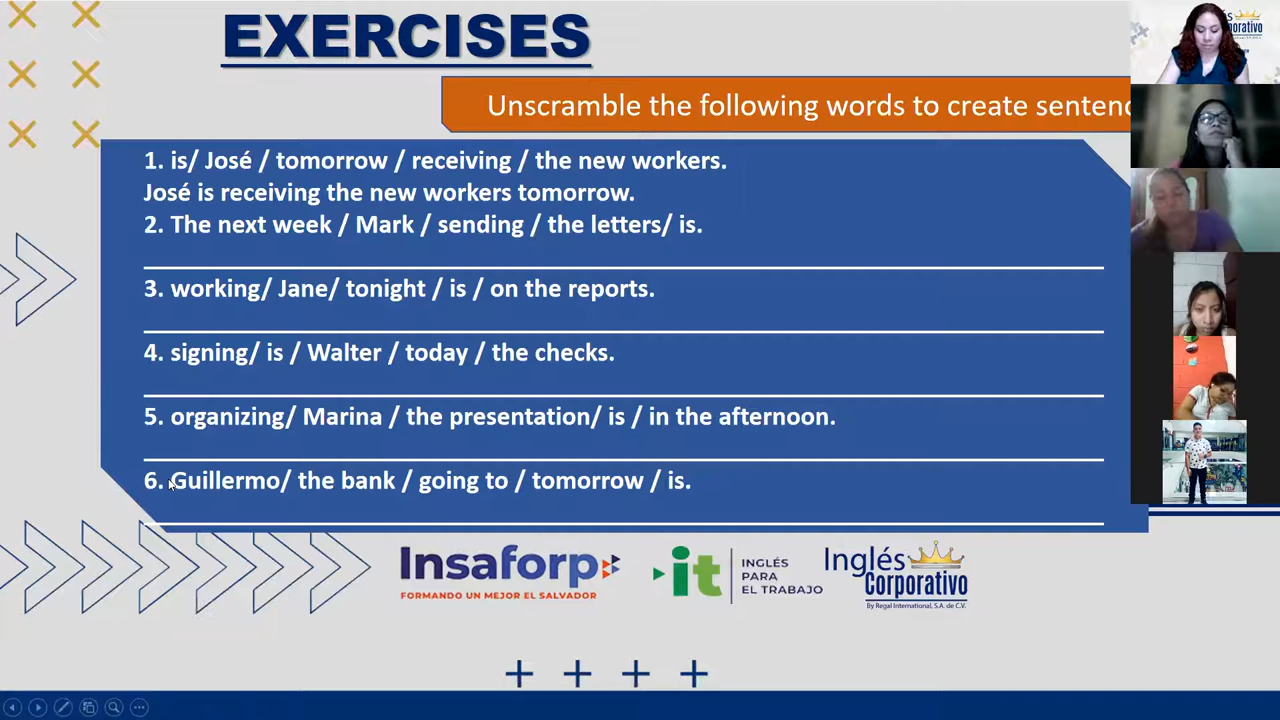 EXERCISES
Unscramble the following words to create
1. is/ José / tomorrow / receiving / the new workers.
José is receiving the new workers tomorrow.
2. The next week / Mark / sending / the letters/ is.
3. working/ Jane/ tonight / is / on the reports.
4. signing/ is / Walter / today / the checks.
5. organizing/ Marina / the presentation/ is / in the afternoon.
6. Guillermo/ the bank / going to / tomorrow / is.
Insaforp
FORMANDO UN MEJOR EL SALVADOR
it
INGLÉS
PARA
EL TRABAJO
Inglés
Corporativo
By Regal International, S.A. de C.V.